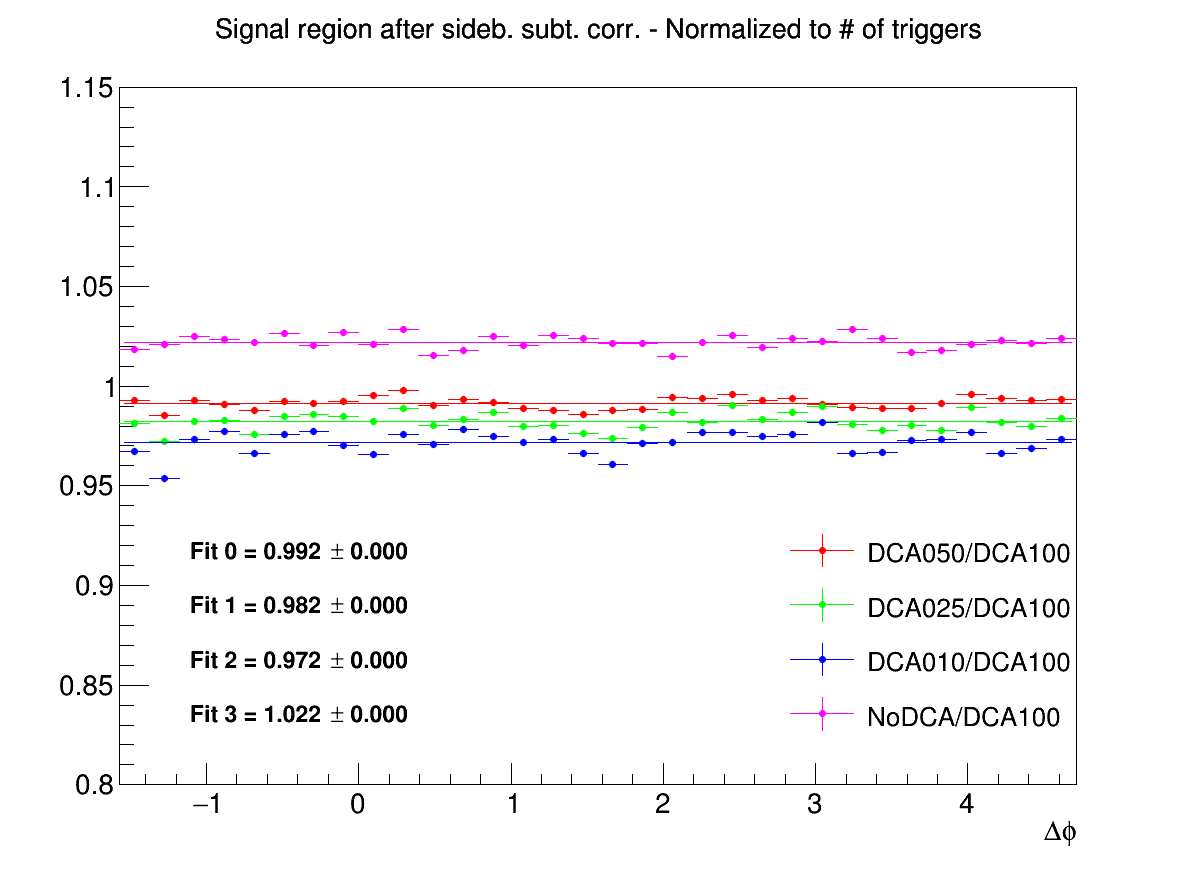 Signal region after sideb. subt. corr. - Normalized to # of triggers
1.15
1.1
1.05
1
0.95
0.9
0.85
0.8
Fit 0 = 0.992 ± 0.000
Fit 1 = 0.982 ± 0.000
Fit 2 = 0.972 ± 0.000
Fit 3 = 1.022 ± 0.000
DCA050/DCA100
DCA025/DCA100
DCA010/DCA100
NoDCA/DCA100
−1 0 1 2 3 4
Δϕ